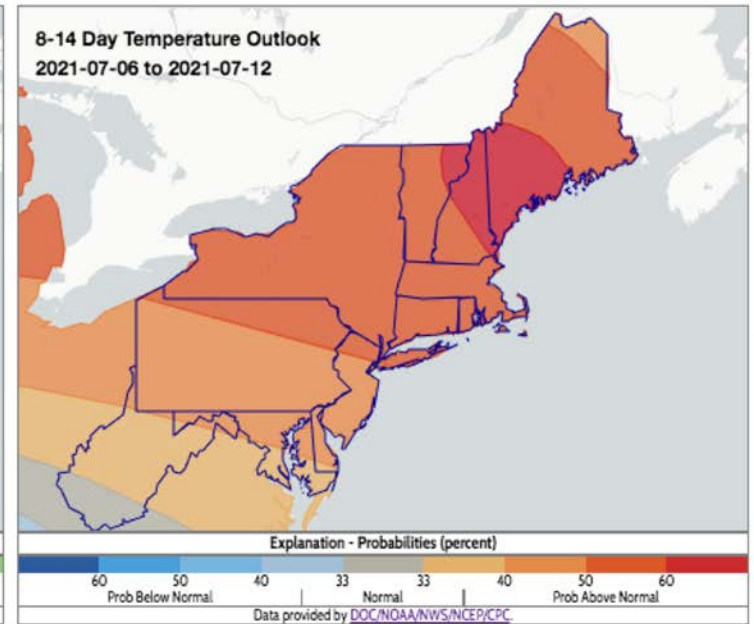 8-14 Day Temperature Outlook
2021-07-06 to 2021-07-12
Explanation - Probabilities (percent)
60 50 40 33 33 40 50 60
Prob Below Normal | Normal | Prob Above Normal
Data provided by DOC/NOAA/NWS/NCEP/CPC.